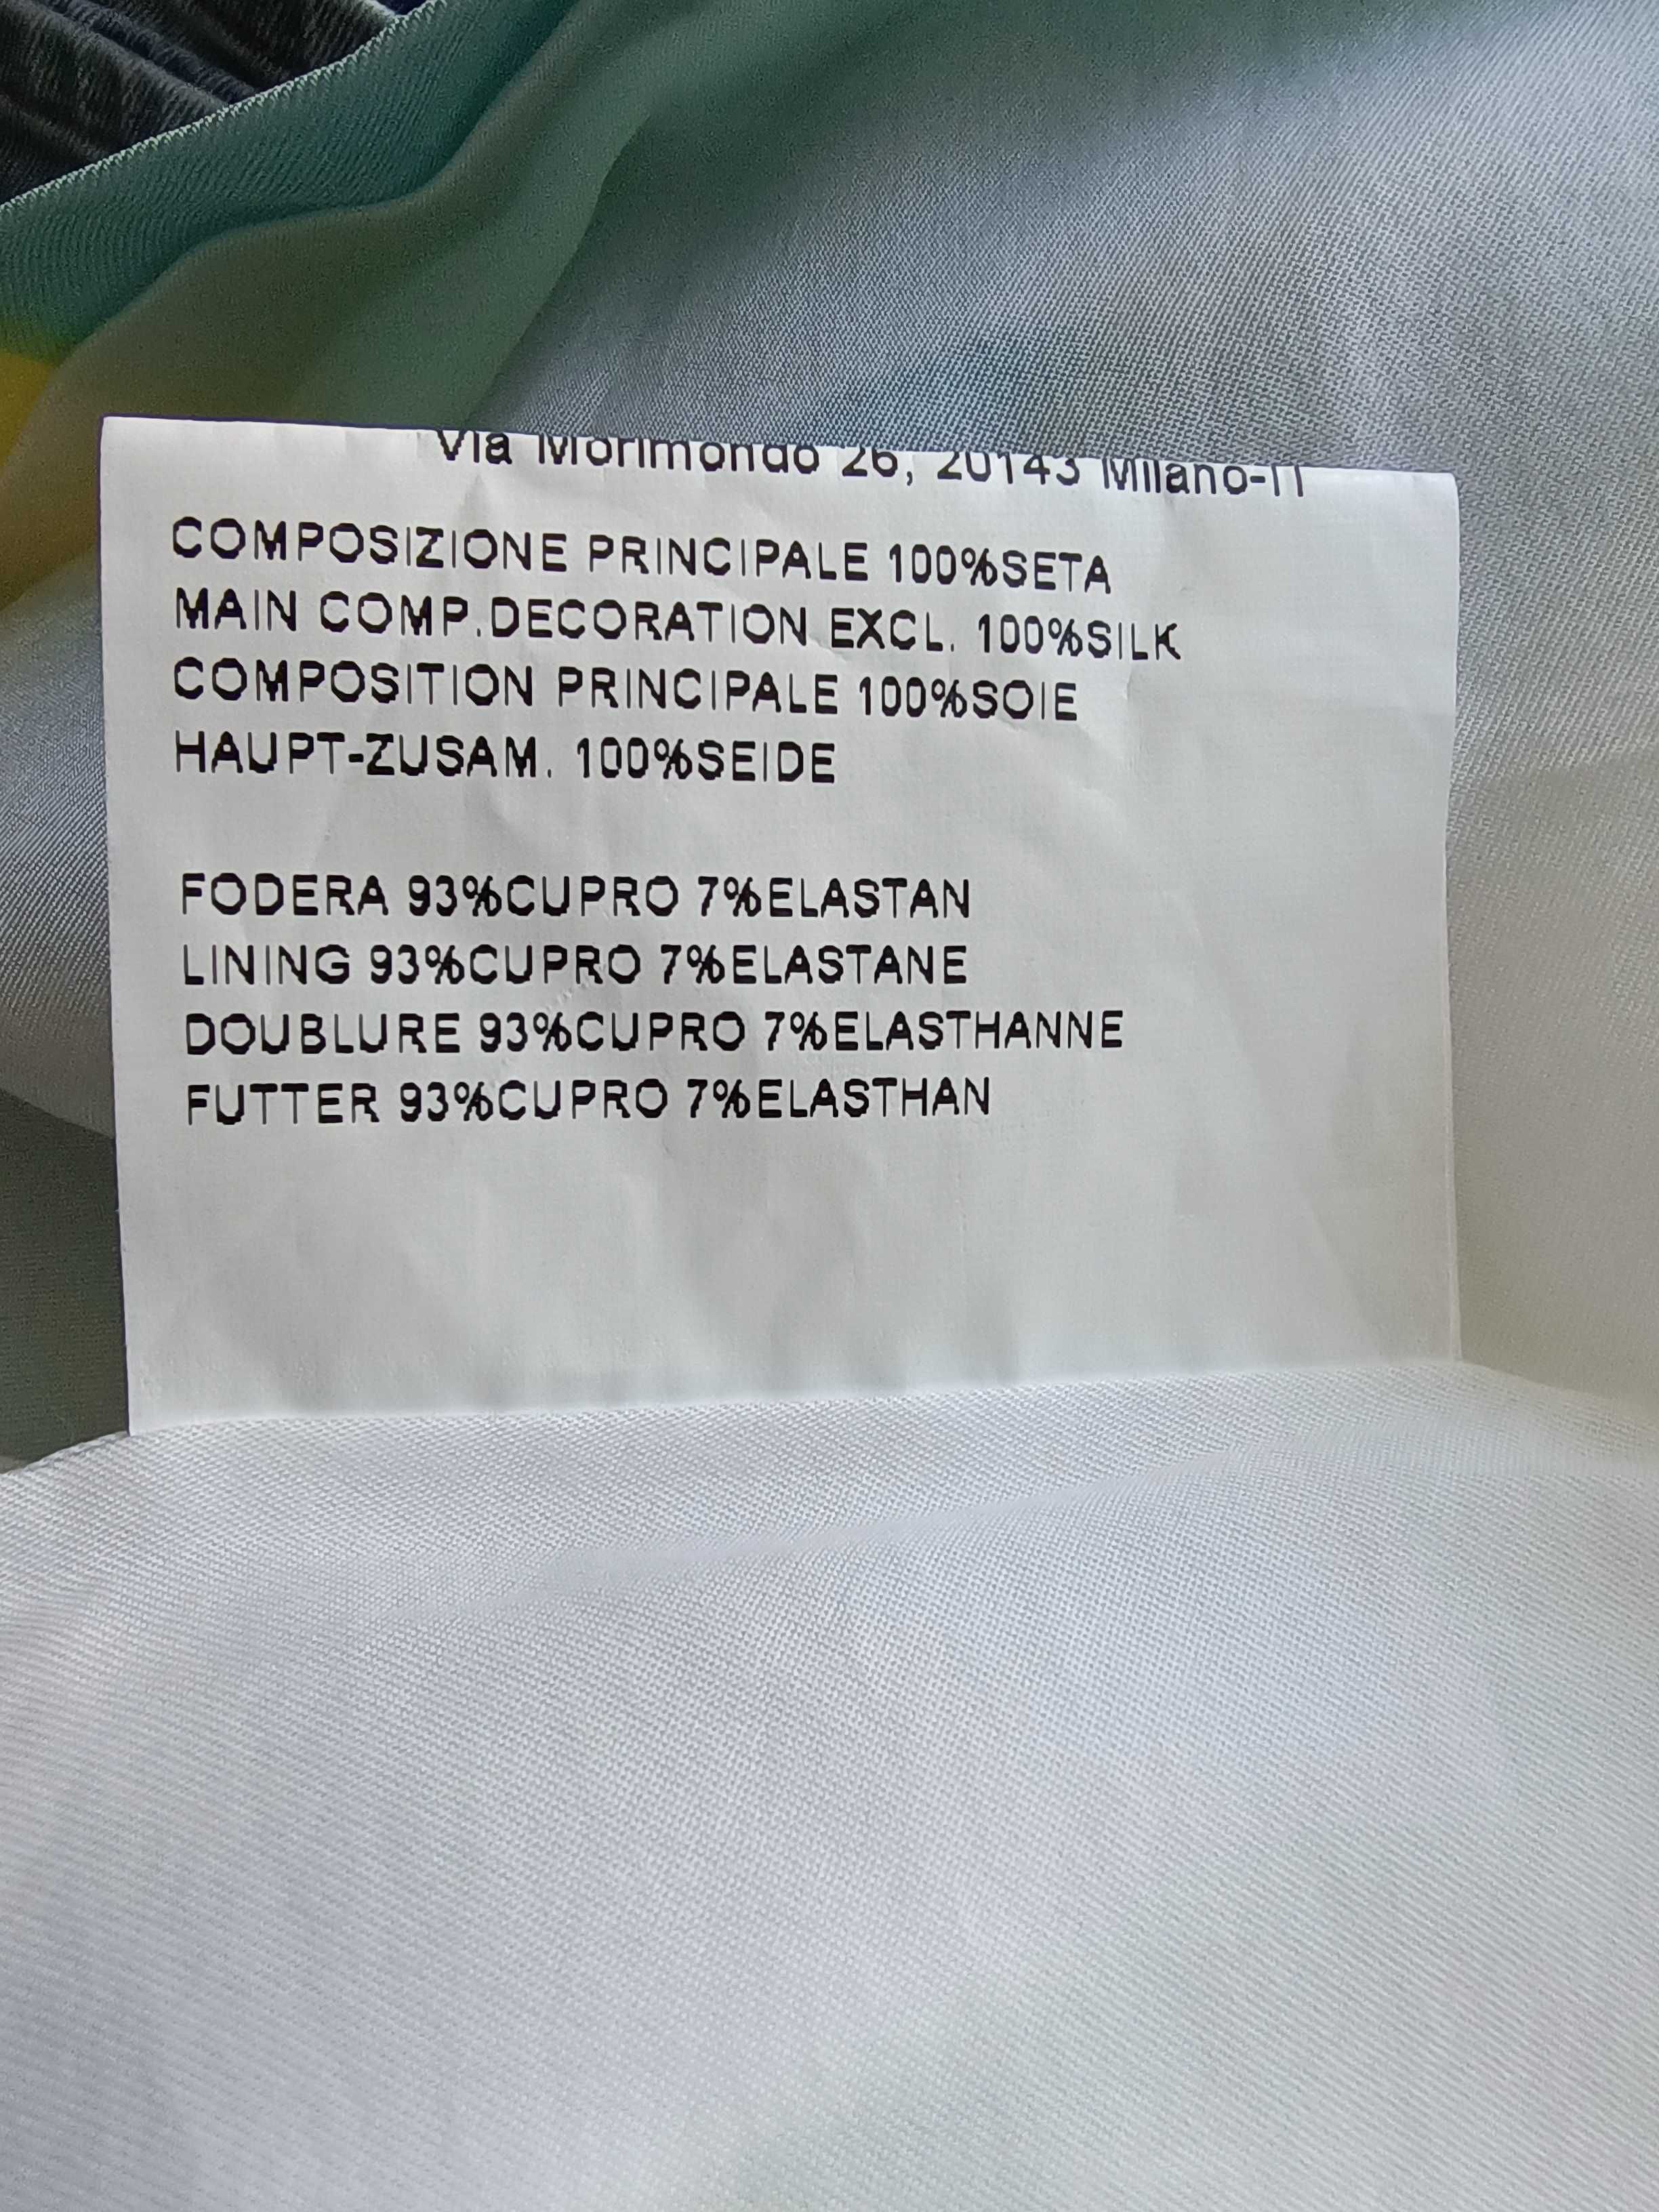 Via Morimondo 26, 20143 Milano-IT
COMPOSIZIONE PRINCIPALE 100%SETA
MAIN COMP.DECORATION EXCL. 100%SILK
COMPOSITION PRINCIPALE 100%SOIE
HAUPT-ZUSAM. 100%SEIDE
FODERA 93%CUPRO 7%ELASTAN
LINING 93%CUPRO 7%ELASTANE
DOUBLURE 93%CUPRO 7%ELASTHANNE
FUTTER 93%CUPRO 7%ELASTHAN